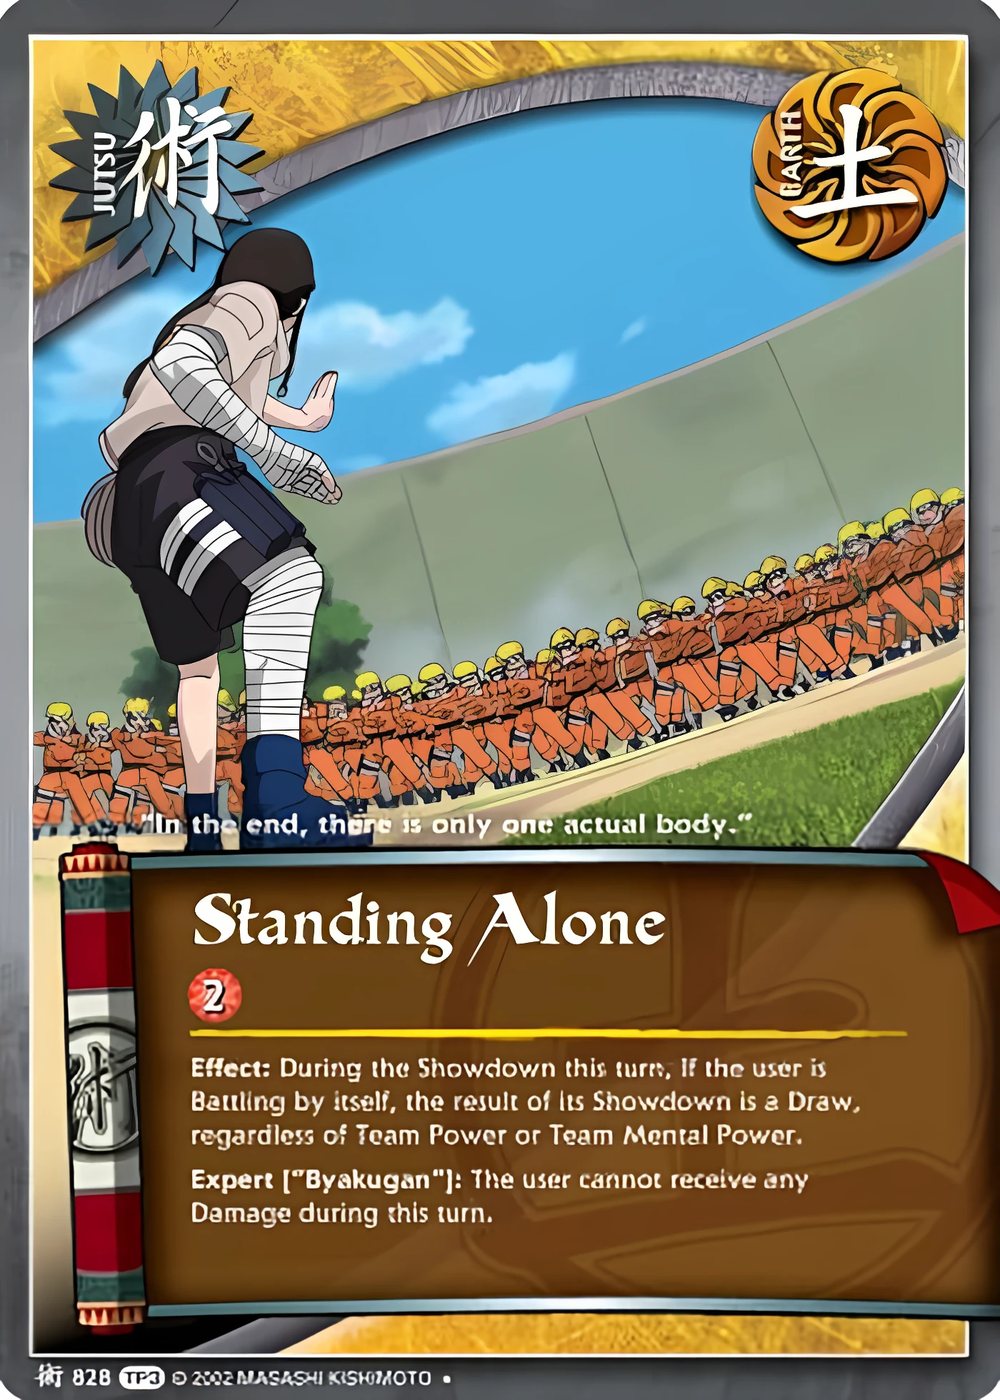 JUTSU
術
EARTH
土
"In the end, there is only one actual body."
Standing Alone
2
Effect: During the Showdown this turn, if the user is
Battling by itself, the result of its Showdown is a Draw,
regardless of Team Power or Team Mental Power.
Expert ["Byakugan"]: The user cannot receive any
Damage during this turn.
術
術 828 TP3 © 2002 MASASHI KISHIMOTO •